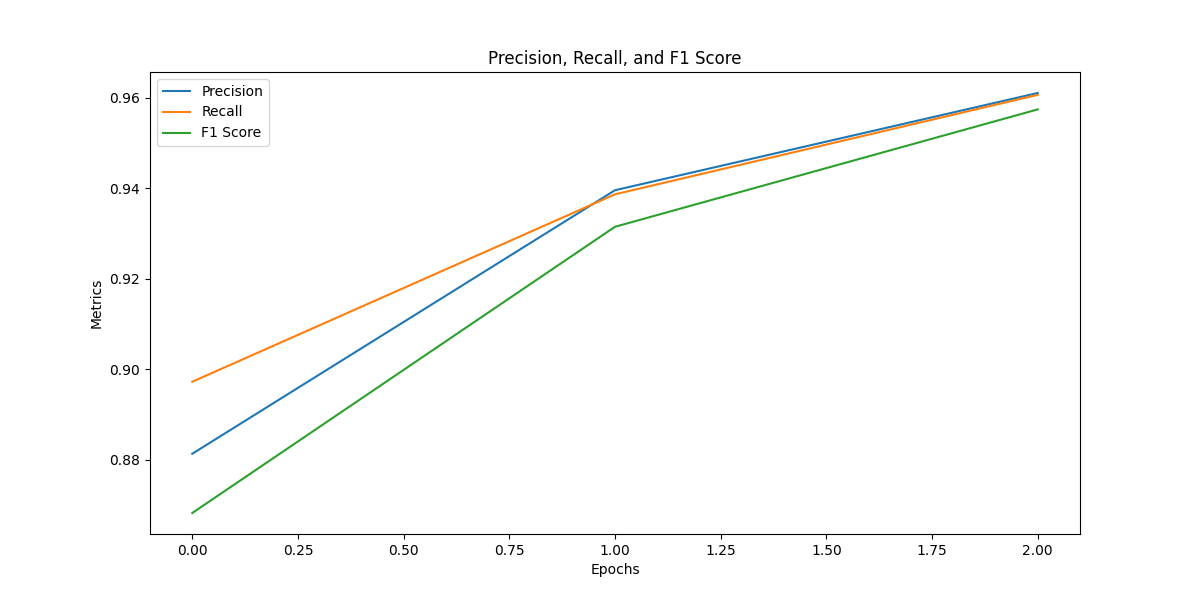 Precision, Recall, and F1 Score
Precision
Recall
F1 Score
Metrics
0.96
0.94
0.92
0.90
0.88
0.00 0.25 0.50 0.75 1.00 1.25 1.50 1.75 2.00
Epochs